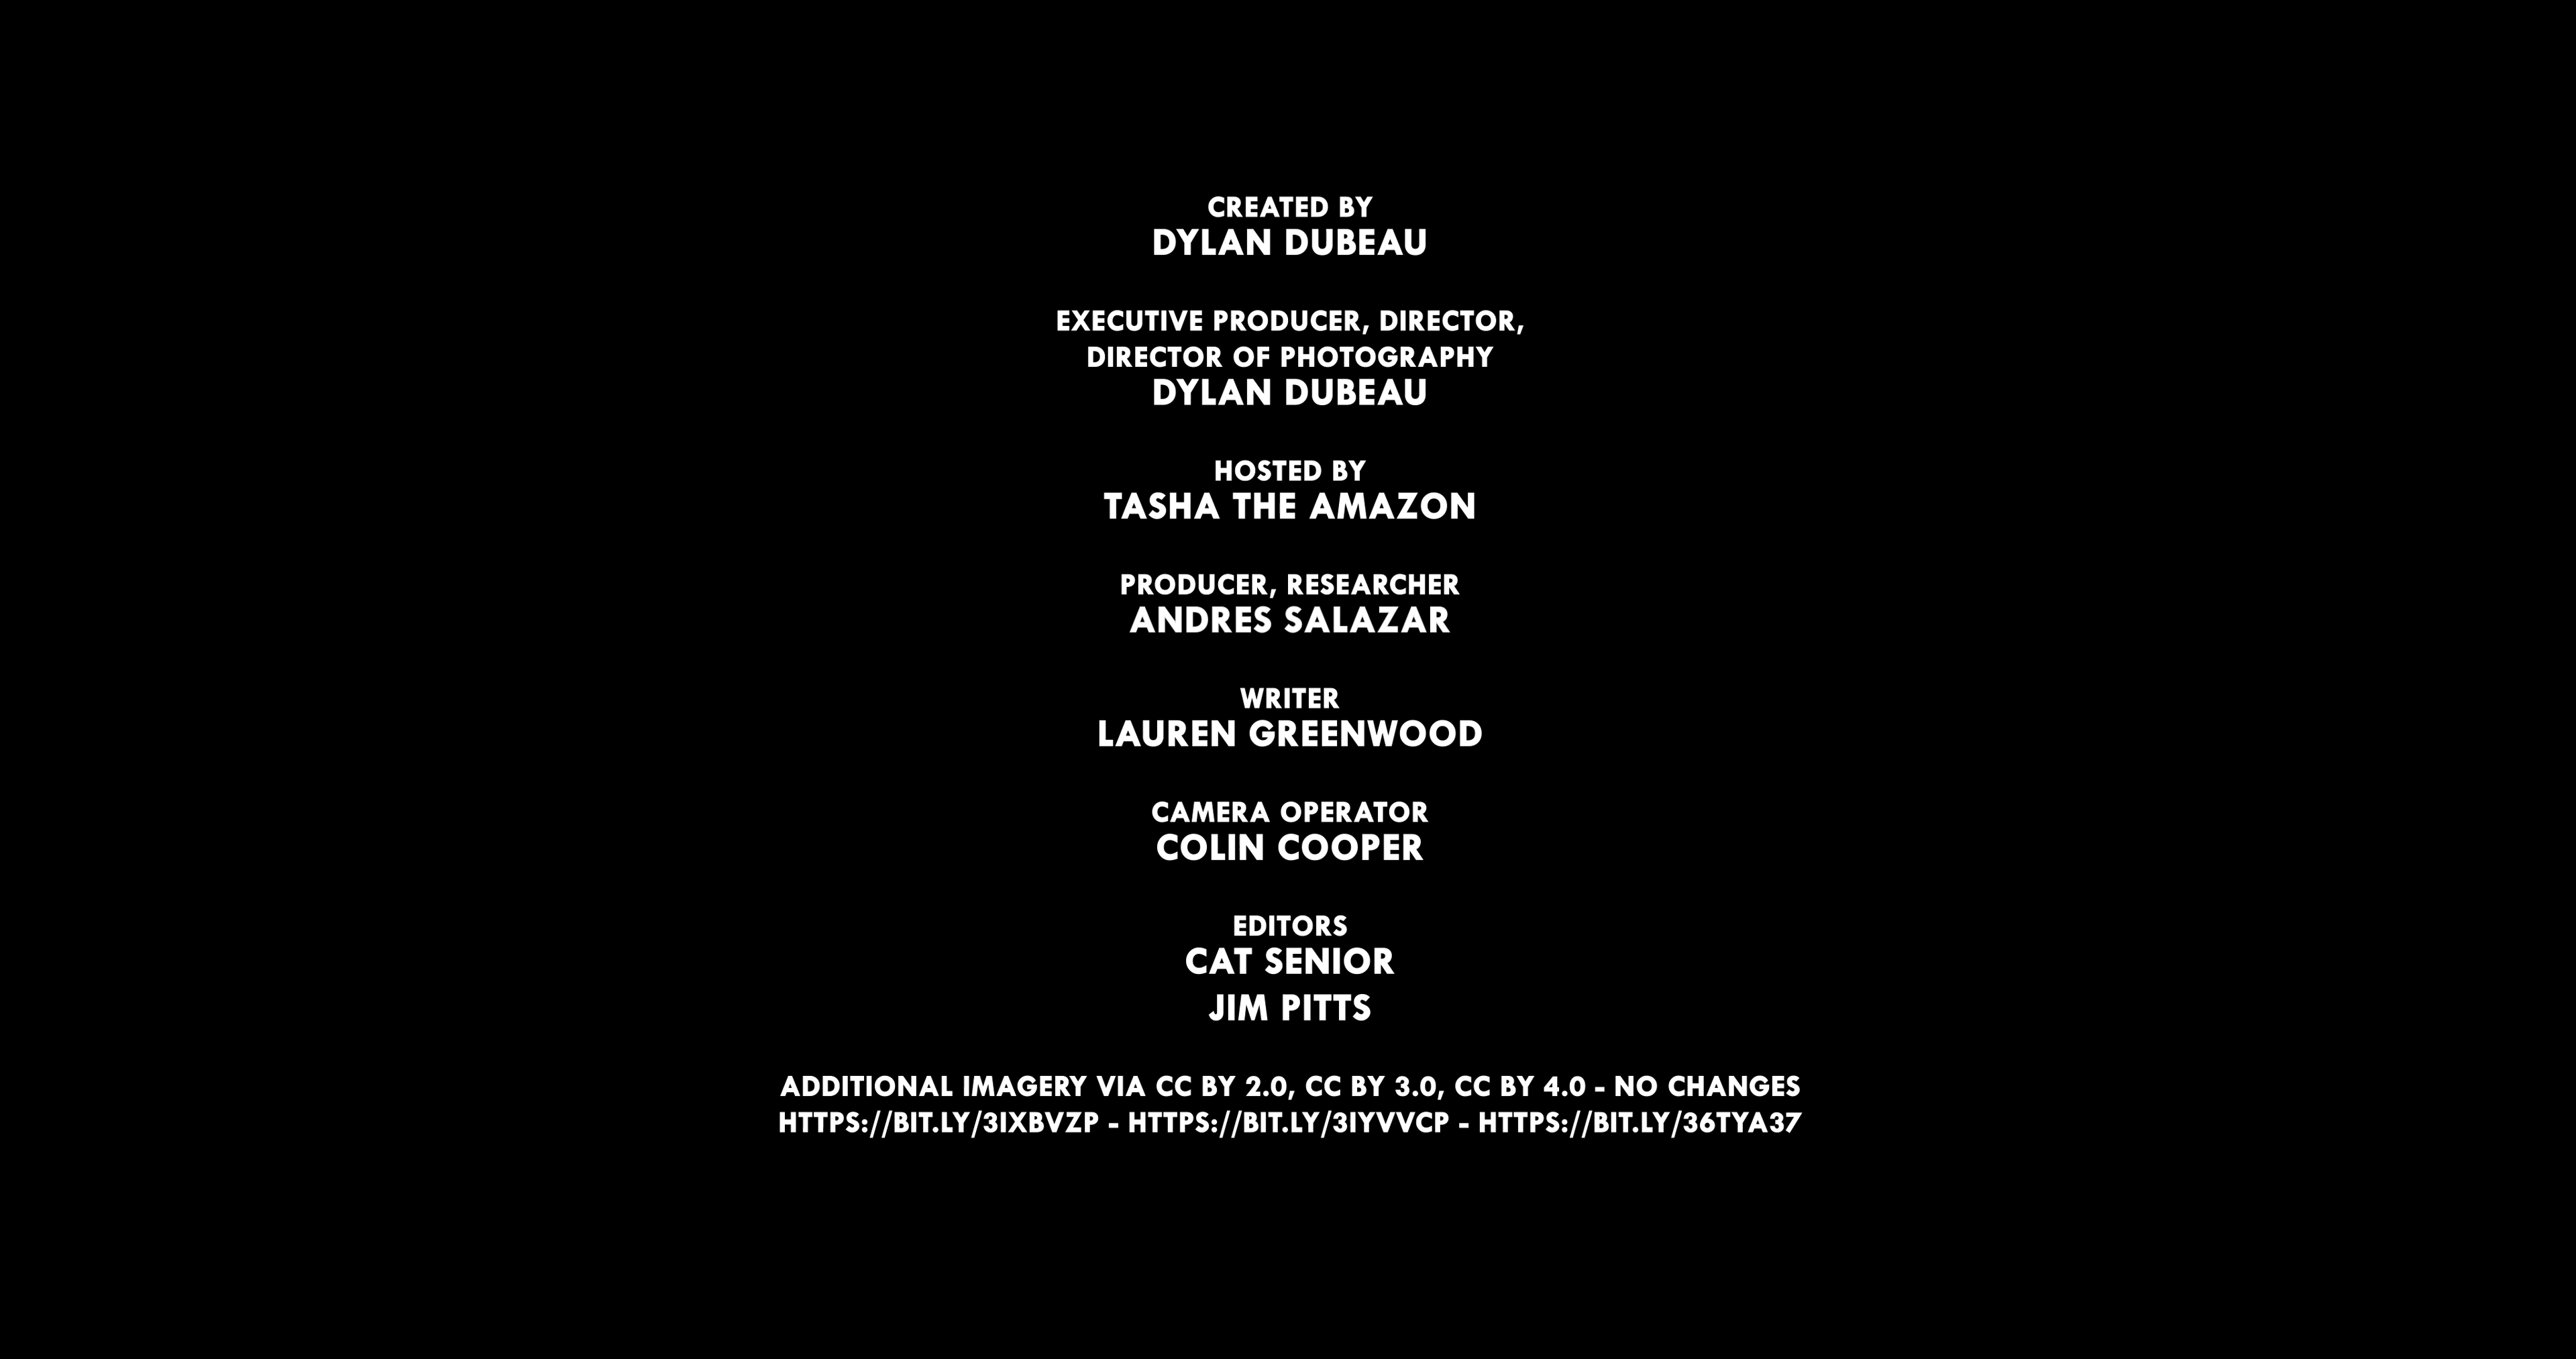 CREATED BY
DYLAN DUBEAU
EXECUTIVE PRODUCER, DIRECTOR,
DIRECTOR OF PHOTOGRAPHY
DYLAN DUBEAU
HOSTED BY
TASHA THE AMAZON
PRODUCER, RESEARCHER
ANDRES SALAZAR
WRITER
LAUREN GREENWOOD
CAMERA OPERATOR
COLIN COOPER
EDITORS
CAT SENIOR
JIM PITTS
ADDITIONAL IMAGERY VIA CC BY 2.0, CC BY 3.0, CC BY 4.0 - NO CHANGES
HTTPS://BIT.LY/3IXBVZP - HTTPS://BIT.LY/3IYVVCP - HTTPS://BIT.LY/36TYA37